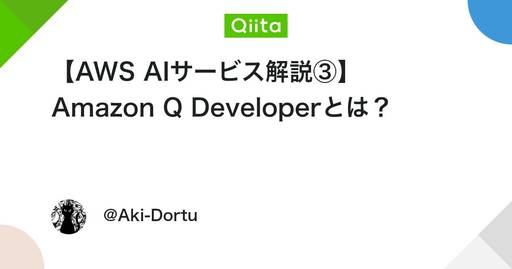 Qiita
【AWS AIサービス解説③】
Amazon Q Developerとは？
@Aki-Dortu